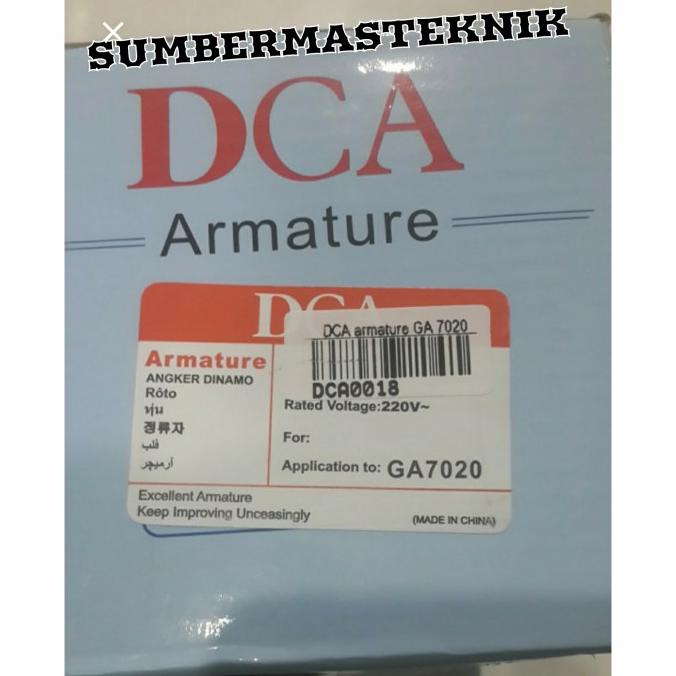 SUMBERMASTEKNIK
DCA
Armature
DCA
DCA armature GA 7020
DCA0018
Armature
ANGKER DINAMO
Rôto
ทุ่น
정류자
قلب
آرمیچر
Rated Voltage:220V~
For:
Application to: GA7020
Excellent Armature
Keep Improving Unceasingly
(MADE IN CHINA)